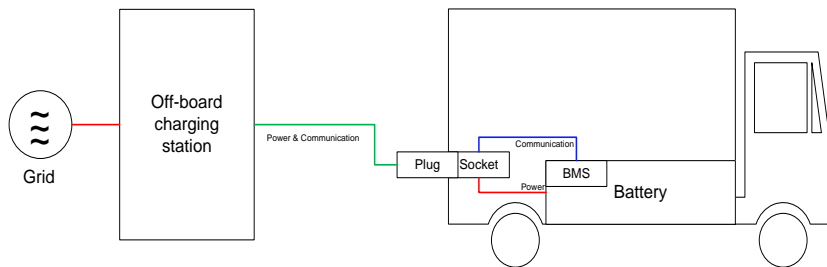 Off-board
charging
station
Grid
Power & Communication
Plug
Socket
Communication
Power
BMS
Battery